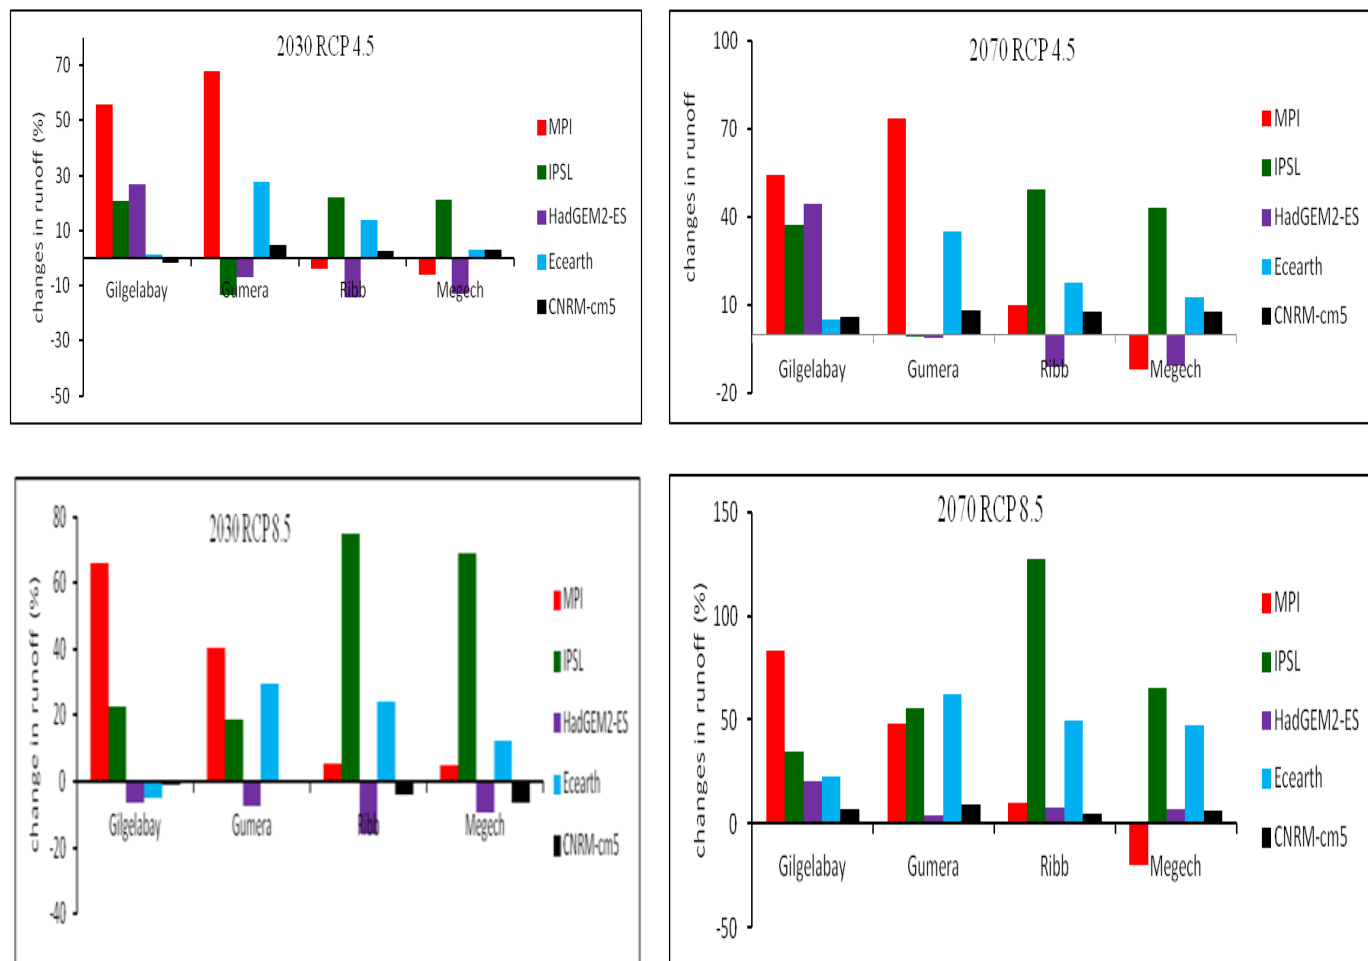 2030 RCP 4.5
changes in runoff (%)
70
50
30
10
-10
-30
-50
Gilgelabay
Gumera
Ribb
Megech
MPI
IPSL
HadGEM2-ES
Ecearth
CNRM-cm5
2070 RCP 4.5
changes in runoff
100
70
40
10
-20
Gilgelabay
Gumera
Ribb
Megech
MPI
IPSL
HadGEM2-ES
Ecearth
CNRM-cm5
2030 RCP 8.5
change in runoff (%)
80
60
40
20
0
-20
-40
Gilgelabay
Gumera
Ribb
Megech
MPI
IPSL
HadGEM2-ES
Ecearth
CNRM-cm5
2070 RCP 8.5
changes in runoff (%)
150
100
50
0
-50
Gilgelabay
Gumera
Ribb
Megech
MPI
IPSL
HadGEM2-ES
Ecearth
CNRM-cm5